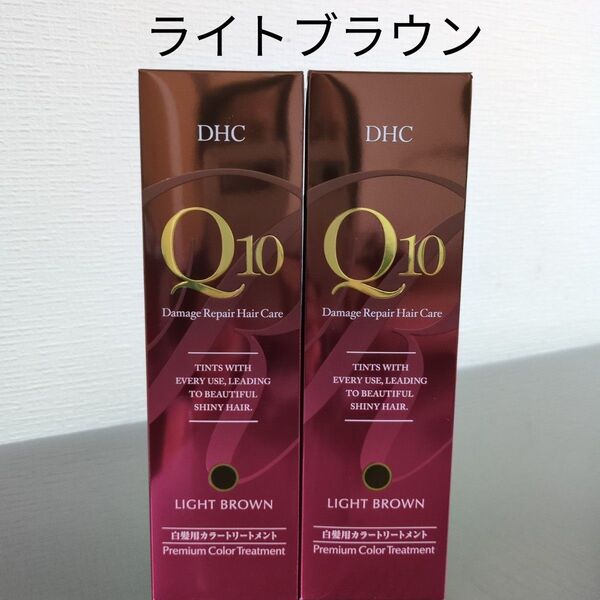 ライトブラウン
DHC
Q10
Damage Repair Hair Care
TINTS WITH
EVERY USE, LEADING
TO BEAUTIFUL
SHINY HAIR.
LIGHT BROWN
白髪用カラートリートメント
Premium Color Treatment
DHC
Q10
Damage Repair Hair Care
TINTS WITH
EVERY USE, LEADING
TO BEAUTIFUL
SHINY HAIR.
LIGHT BROWN
白髪用カラートリートメント
Premium Color Treatment